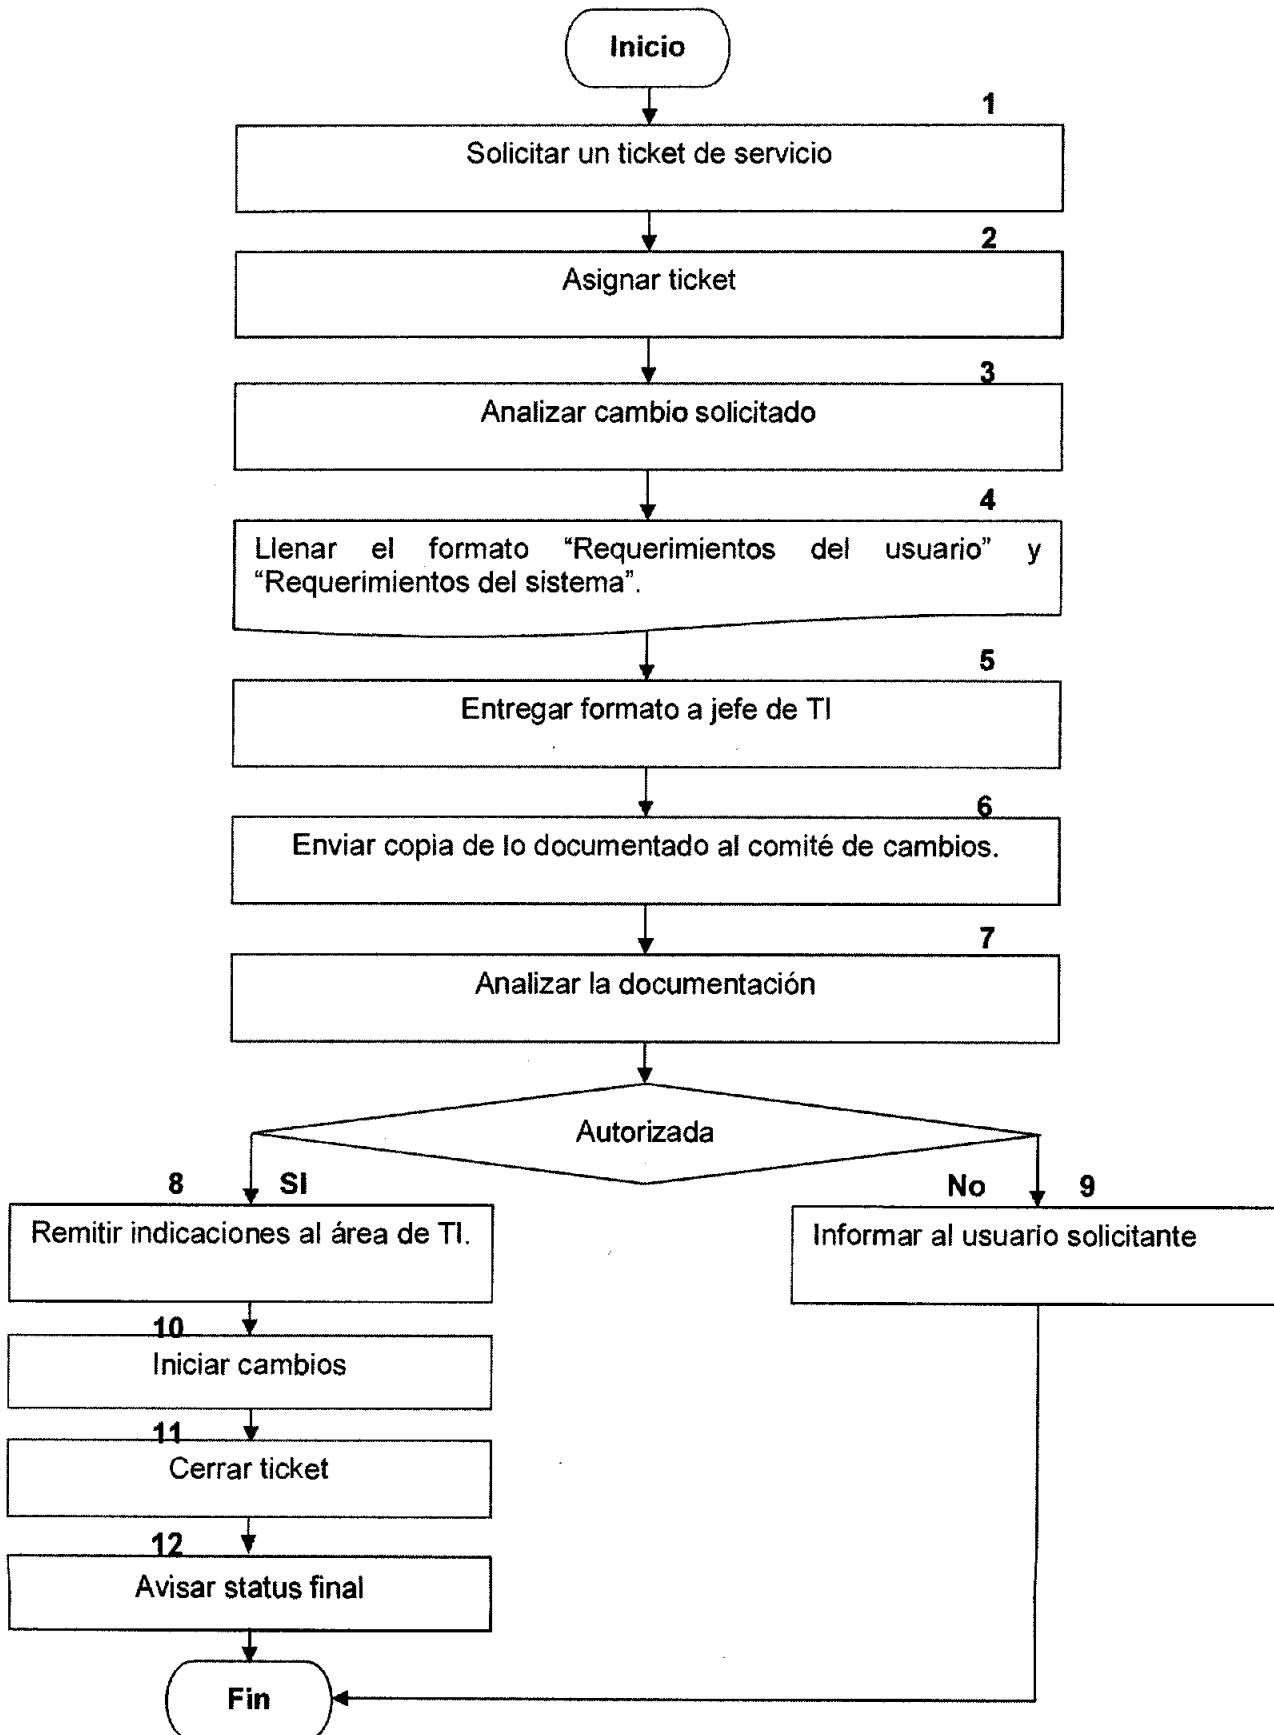 Inicio
1
Solicitar un ticket de servicio
2
Asignar ticket
3
Analizar cambio solicitado
4
Llenar el formato “Requerimientos del usuario” y
“Requerimientos del sistema”.
5
Entregar formato a jefe de TI
6
Enviar copia de lo documentado al comité de cambios.
7
Analizar la documentación
Autorizada
8 SI
No 9
Remitir indicaciones al área de TI.
Informar al usuario solicitante
10
Iniciar cambios
11
Cerrar ticket
12
Avisar status final
Fin